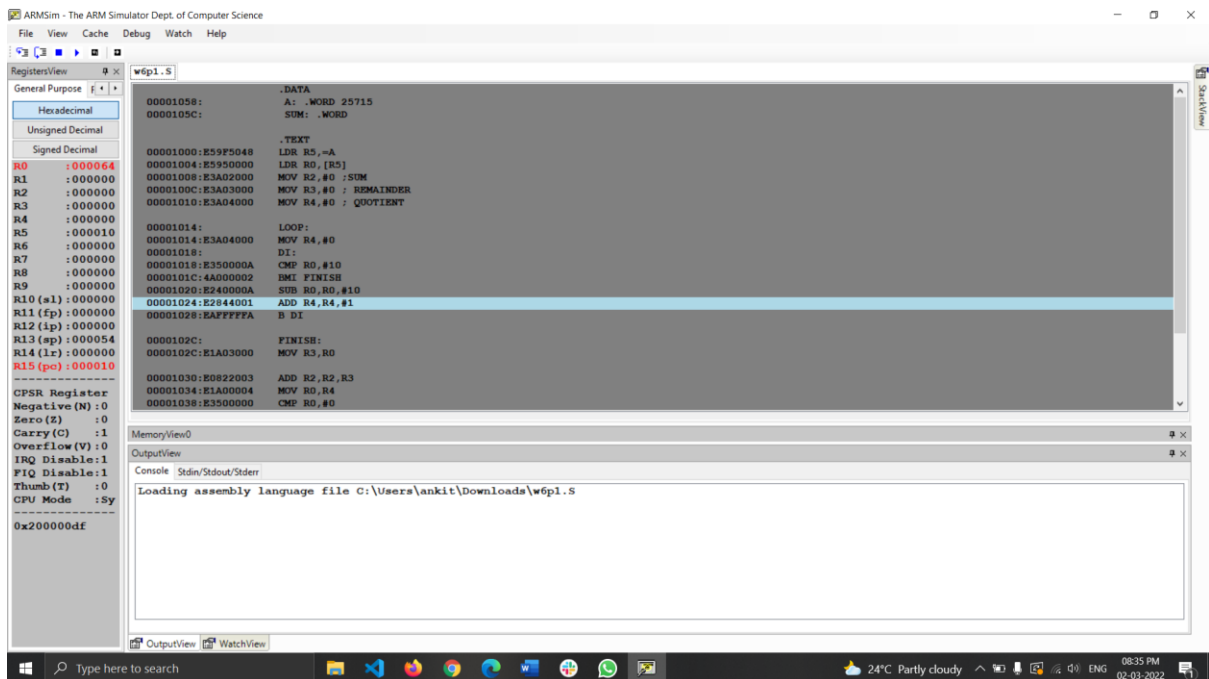 ARMSim - The ARM Simulator Dept. of Computer Science
File View Cache Debug Watch Help
RegistersView
General Purpose
Hexadecimal
Unsigned Decimal
Signed Decimal
R0 :000064
R1 :000000
R2 :000000
R3 :000000
R4 :000000
R5 :000010
R6 :000000
R7 :000000
R8 :000000
R9 :000000
R10(sl):000000
R11(fp):000000
R12(ip):000000
R13(sp):000054
R14(lr):000000
R15(pc):000010
--------------
CPSR Register
Negative(N):0
Zero(Z) :0
Carry(C) :1
Overflow(V):0
IRQ Disable:1
FIQ Disable:1
Thumb(T) :0
CPU Mode :Sy
--------------
0x200000df
w6p1.S
.DATA
00001058: A: .WORD 25715
0000105C: SUM: .WORD
.TEXT
00001000:E59F5048 LDR R5,=A
00001004:E5950000 LDR R0,[R5]
00001008:E3A02000 MOV R2,#0 ;SUM
0000100C:E3A03000 MOV R3,#0 ; REMAINDER
00001010:E3A04000 MOV R4,#0 ; QUOTIENT
00001014: LOOP:
00001014:E3A04000 MOV R4,#0
00001018: DI:
00001018:E350000A CMP R0,#10
0000101C:4A000002 BMI FINISH
00001020:E240000A SUB R0,R0,#10
00001024:E2844001 ADD R4,R4,#1
00001028:EAFFFFFA B DI
0000102C: FINISH:
0000102C:E1A03000 MOV R3,R0
00001030:E0822003 ADD R2,R2,R3
00001034:E1A00004 MOV R0,R4
00001038:E3500000 CMP R0,#0
StackView
MemoryView0
OutputView
Console Stdin/Stdout/Stderr
Loading assembly language file C:\Users\ankit\Downloads\w6p1.S
OutputView WatchView
Type here to search
24°C Partly cloudy
ENG
08:35 PM
02-03-2022